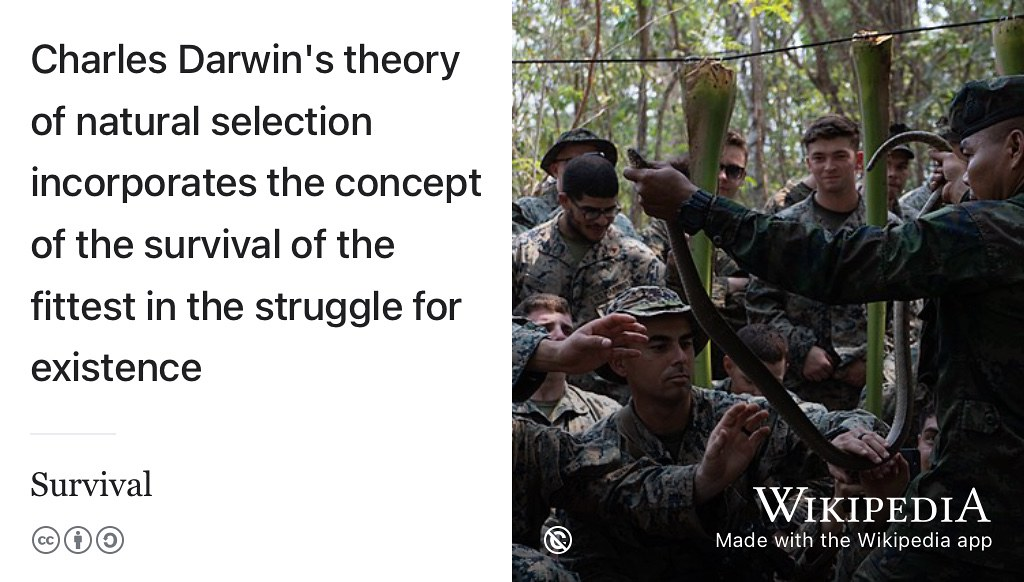 Charles Darwin's theory
of natural selection
incorporates the concept
of the survival of the
fittest in the struggle for
existence
Survival
cc
WIKIPEDIA
Made with the Wikipedia app